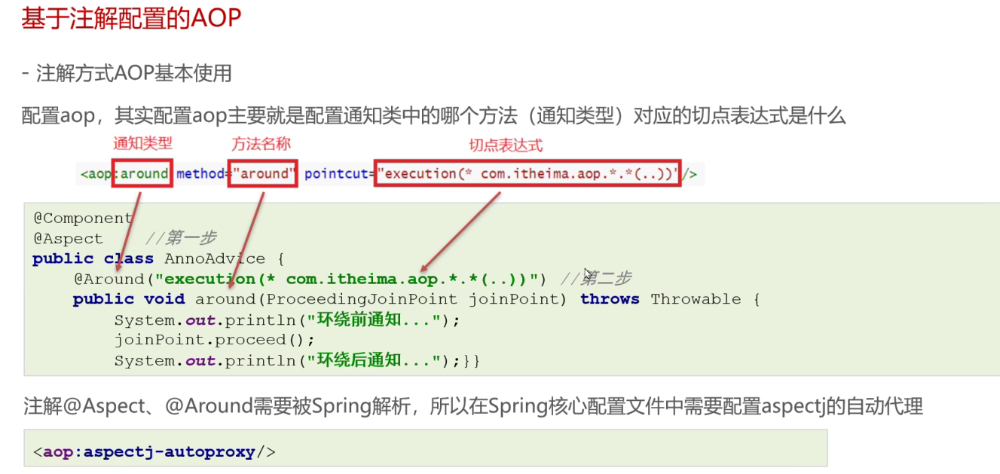 基于注解配置的AOP
- 注解方式AOP基本使用
配置aop，其实配置aop主要就是配置通知类中的哪个方法（通知类型）对应的切点表达式是什么
通知类型 方法名称 切点表达式
<aop:around method="around" pointcut="execution(* com.itheima.aop.*.*(..))"/>
@Component
@Aspect //第一步
public class AnnoAdvice {
@Around("execution(* com.itheima.aop.*.*(..))") //第二步
public void around(ProceedingJoinPoint joinPoint) throws Throwable {
System.out.println("环绕前通知...");
joinPoint.proceed();
System.out.println("环绕后通知...");}}
注解@Aspect、@Around需要被Spring解析，所以在Spring核心配置文件中需要配置aspectj的自动代理
<aop:aspectj-autoproxy/>